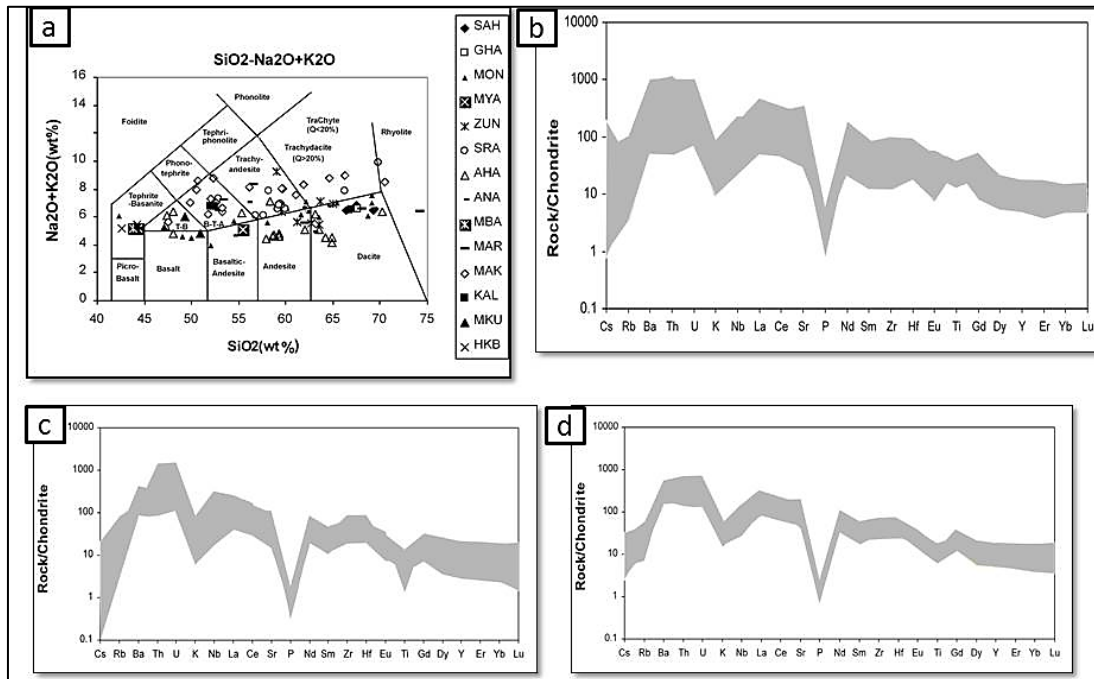 a
SiO2-Na2O+K2O
Na2O+K2O(wt%)
16
14
12
10
8
6
4
2
0
40 45 50 55 60 65 70 75
SiO2(wt%)
Phonolite
Foidite
Tephri-
phonolite
TraChyte
(Q<20%)
Rhyolite
Trachydacite
(Q>20%)
Phono-
tephrite
Trachy-
andesite
Tephrite
-Basanite
T-B
B-T-A
Picro-
Basalt
Basalt
Basaltic-
Andesite
Andesite
Dacite
SAH
GHA
MON
MYA
ZUN
SRA
AHA
ANA
MBA
MAR
MAK
KAL
MKU
HKB
b
Rock/Chondrite
10000
1000
100
10
1
0.1
Cs Rb Ba Th U K Nb La Ce Sr P Nd Sm Zr Hf Eu Ti Gd Dy Y Er Yb Lu
c
Rock/Chondrite
10000
1000
100
10
1
0.1
Cs Rb Ba Th U K Nb La Ce Sr P Nd Sm Zr Hf Eu Ti Gd Dy Y Er Yb Lu
d
Rock/Chondrite
10000
1000
100
10
1
0.1
Cs Rb Ba Th U K Nb La Ce Sr P Nd Sm Zr Hf Eu Ti Gd Dy Y Er Yb Lu